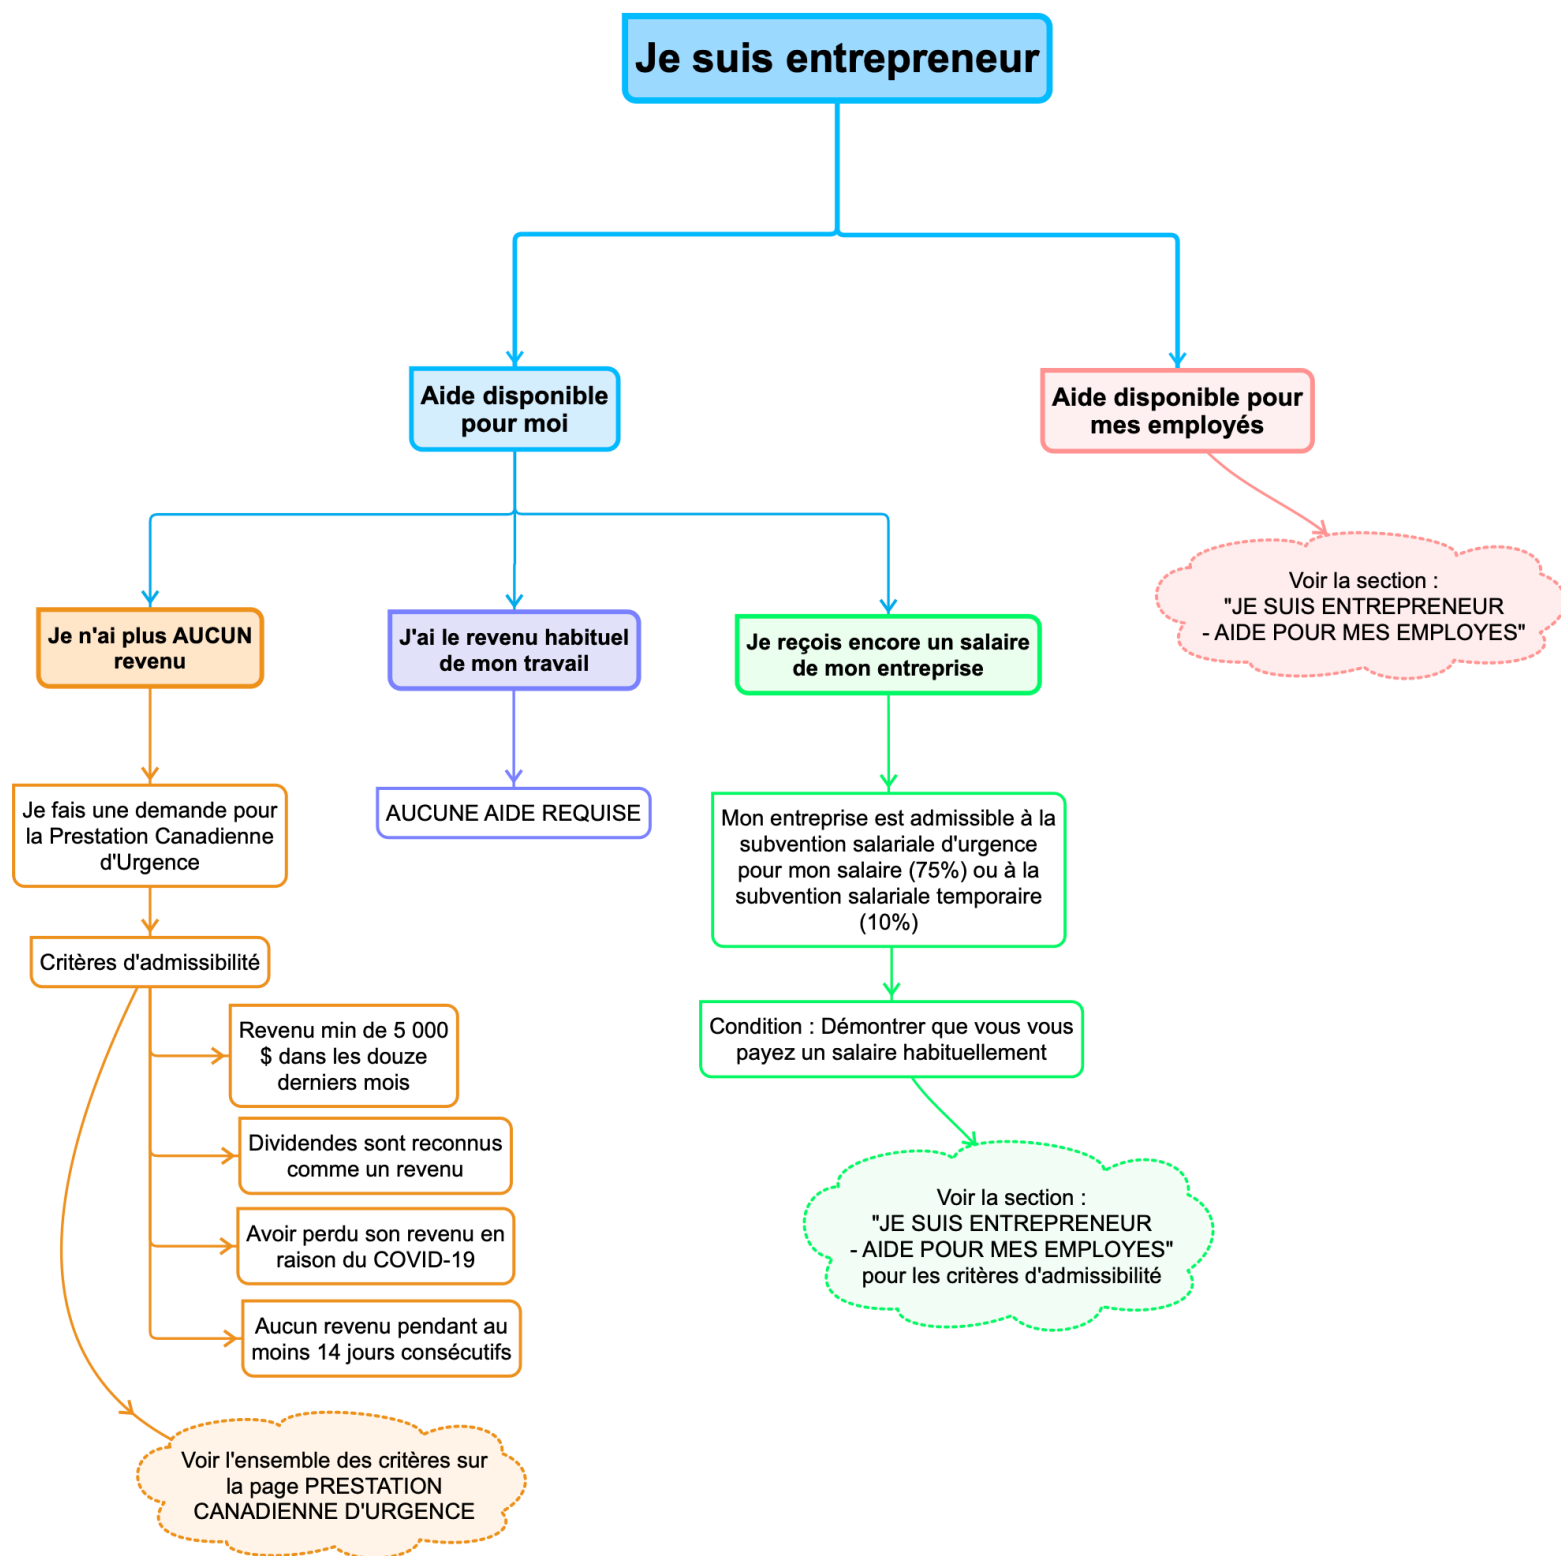 Je suis entrepreneur
Aide disponible
pour moi
Aide disponible pour
mes employés
Voir la section :
"JE SUIS ENTREPRENEUR
- AIDE POUR MES EMPLOYES"
Je n'ai plus AUCUN
revenu
J'ai le revenu habituel
de mon travail
Je reçois encore un salaire
de mon entreprise
Je fais une demande pour
la Prestation Canadienne
d'Urgence
AUCUNE AIDE REQUISE
Mon entreprise est admissible à la
subvention salariale d'urgence
pour mon salaire (75%) ou à la
subvention salariale temporaire
(10%)
Critères d'admissibilité
Revenu min de 5 000
$ dans les douze
derniers mois
Condition : Démontrer que vous vous
payez un salaire habituellement
Dividendes sont reconnus
comme un revenu
Avoir perdu son revenu en
raison du COVID-19
Voir la section :
"JE SUIS ENTREPRENEUR
- AIDE POUR MES EMPLOYES"
pour les critères d'admissibilité
Aucun revenu pendant au
moins 14 jours consécutifs
Voir l'ensemble des critères sur
la page PRESTATION
CANADIENNE D'URGENCE